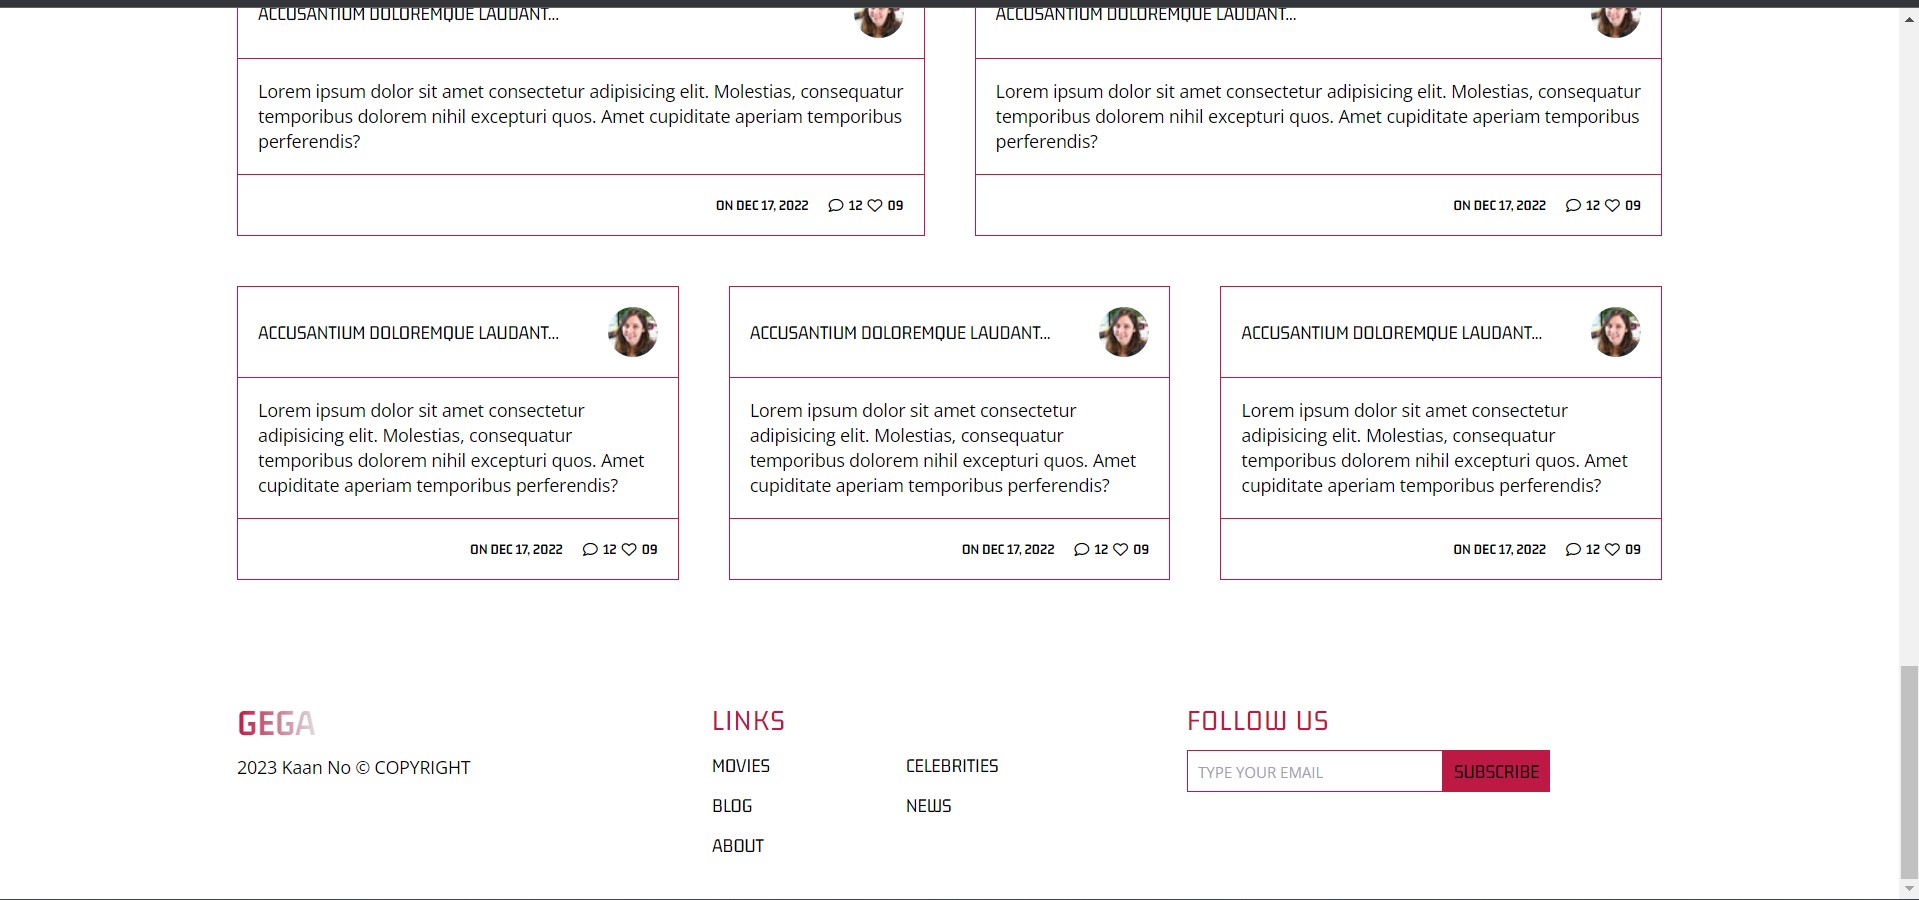 ACCUSANTIUM DOLOREMQUE LAUDANT...
Lorem ipsum dolor sit amet consectetur adipisicing elit. Molestias, consequatur
temporibus dolorem nihil excepturi quos. Amet cupiditate aperiam temporibus
perferendis?
ON DEC 17, 2022 12 09
ACCUSANTIUM DOLOREMQUE LAUDANT...
Lorem ipsum dolor sit amet consectetur adipisicing elit. Molestias, consequatur
temporibus dolorem nihil excepturi quos. Amet cupiditate aperiam temporibus
perferendis?
ON DEC 17, 2022 12 09
ACCUSANTIUM DOLOREMQUE LAUDANT...
Lorem ipsum dolor sit amet consectetur
adipisicing elit. Molestias, consequatur
temporibus dolorem nihil excepturi quos. Amet
cupiditate aperiam temporibus perferendis?
ON DEC 17, 2022 12 09
ACCUSANTIUM DOLOREMQUE LAUDANT...
Lorem ipsum dolor sit amet consectetur
adipisicing elit. Molestias, consequatur
temporibus dolorem nihil excepturi quos. Amet
cupiditate aperiam temporibus perferendis?
ON DEC 17, 2022 12 09
ACCUSANTIUM DOLOREMQUE LAUDANT...
Lorem ipsum dolor sit amet consectetur
adipisicing elit. Molestias, consequatur
temporibus dolorem nihil excepturi quos. Amet
cupiditate aperiam temporibus perferendis?
ON DEC 17, 2022 12 09
GEGA
2023 Kaan No © COPYRIGHT
LINKS
MOVIES
BLOG
ABOUT
CELEBRITIES
NEWS
FOLLOW US
TYPE YOUR EMAIL
SUBSCRIBE